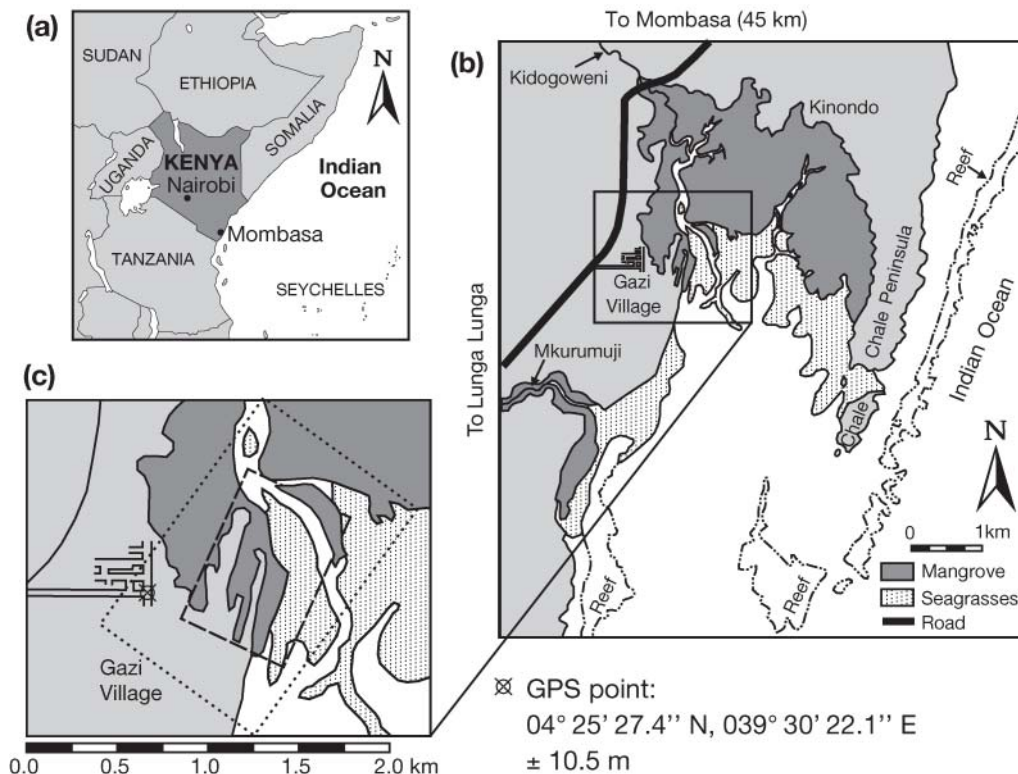 (a)
SUDAN
ETHIOPIA
SOMALIA
UGANDA
KENYA
Nairobi
Indian
Ocean
Mombasa
TANZANIA
SEYCHELLES
N
To Mombasa (45 km)
(b)
Kidogoweni
Kinondo
Reef
Gazi
Village
Chale Peninsula
Indian Ocean
Mkurumuji
To Lunga Lunga
Chale
N
0 1km
Reef
Reef
Mangrove
Seagrasses
Road
(c)
Gazi
Village
0.0 0.5 1.0 1.5 2.0 km
GPS point:
04° 25' 27.4'' N, 039° 30' 22.1'' E
± 10.5 m